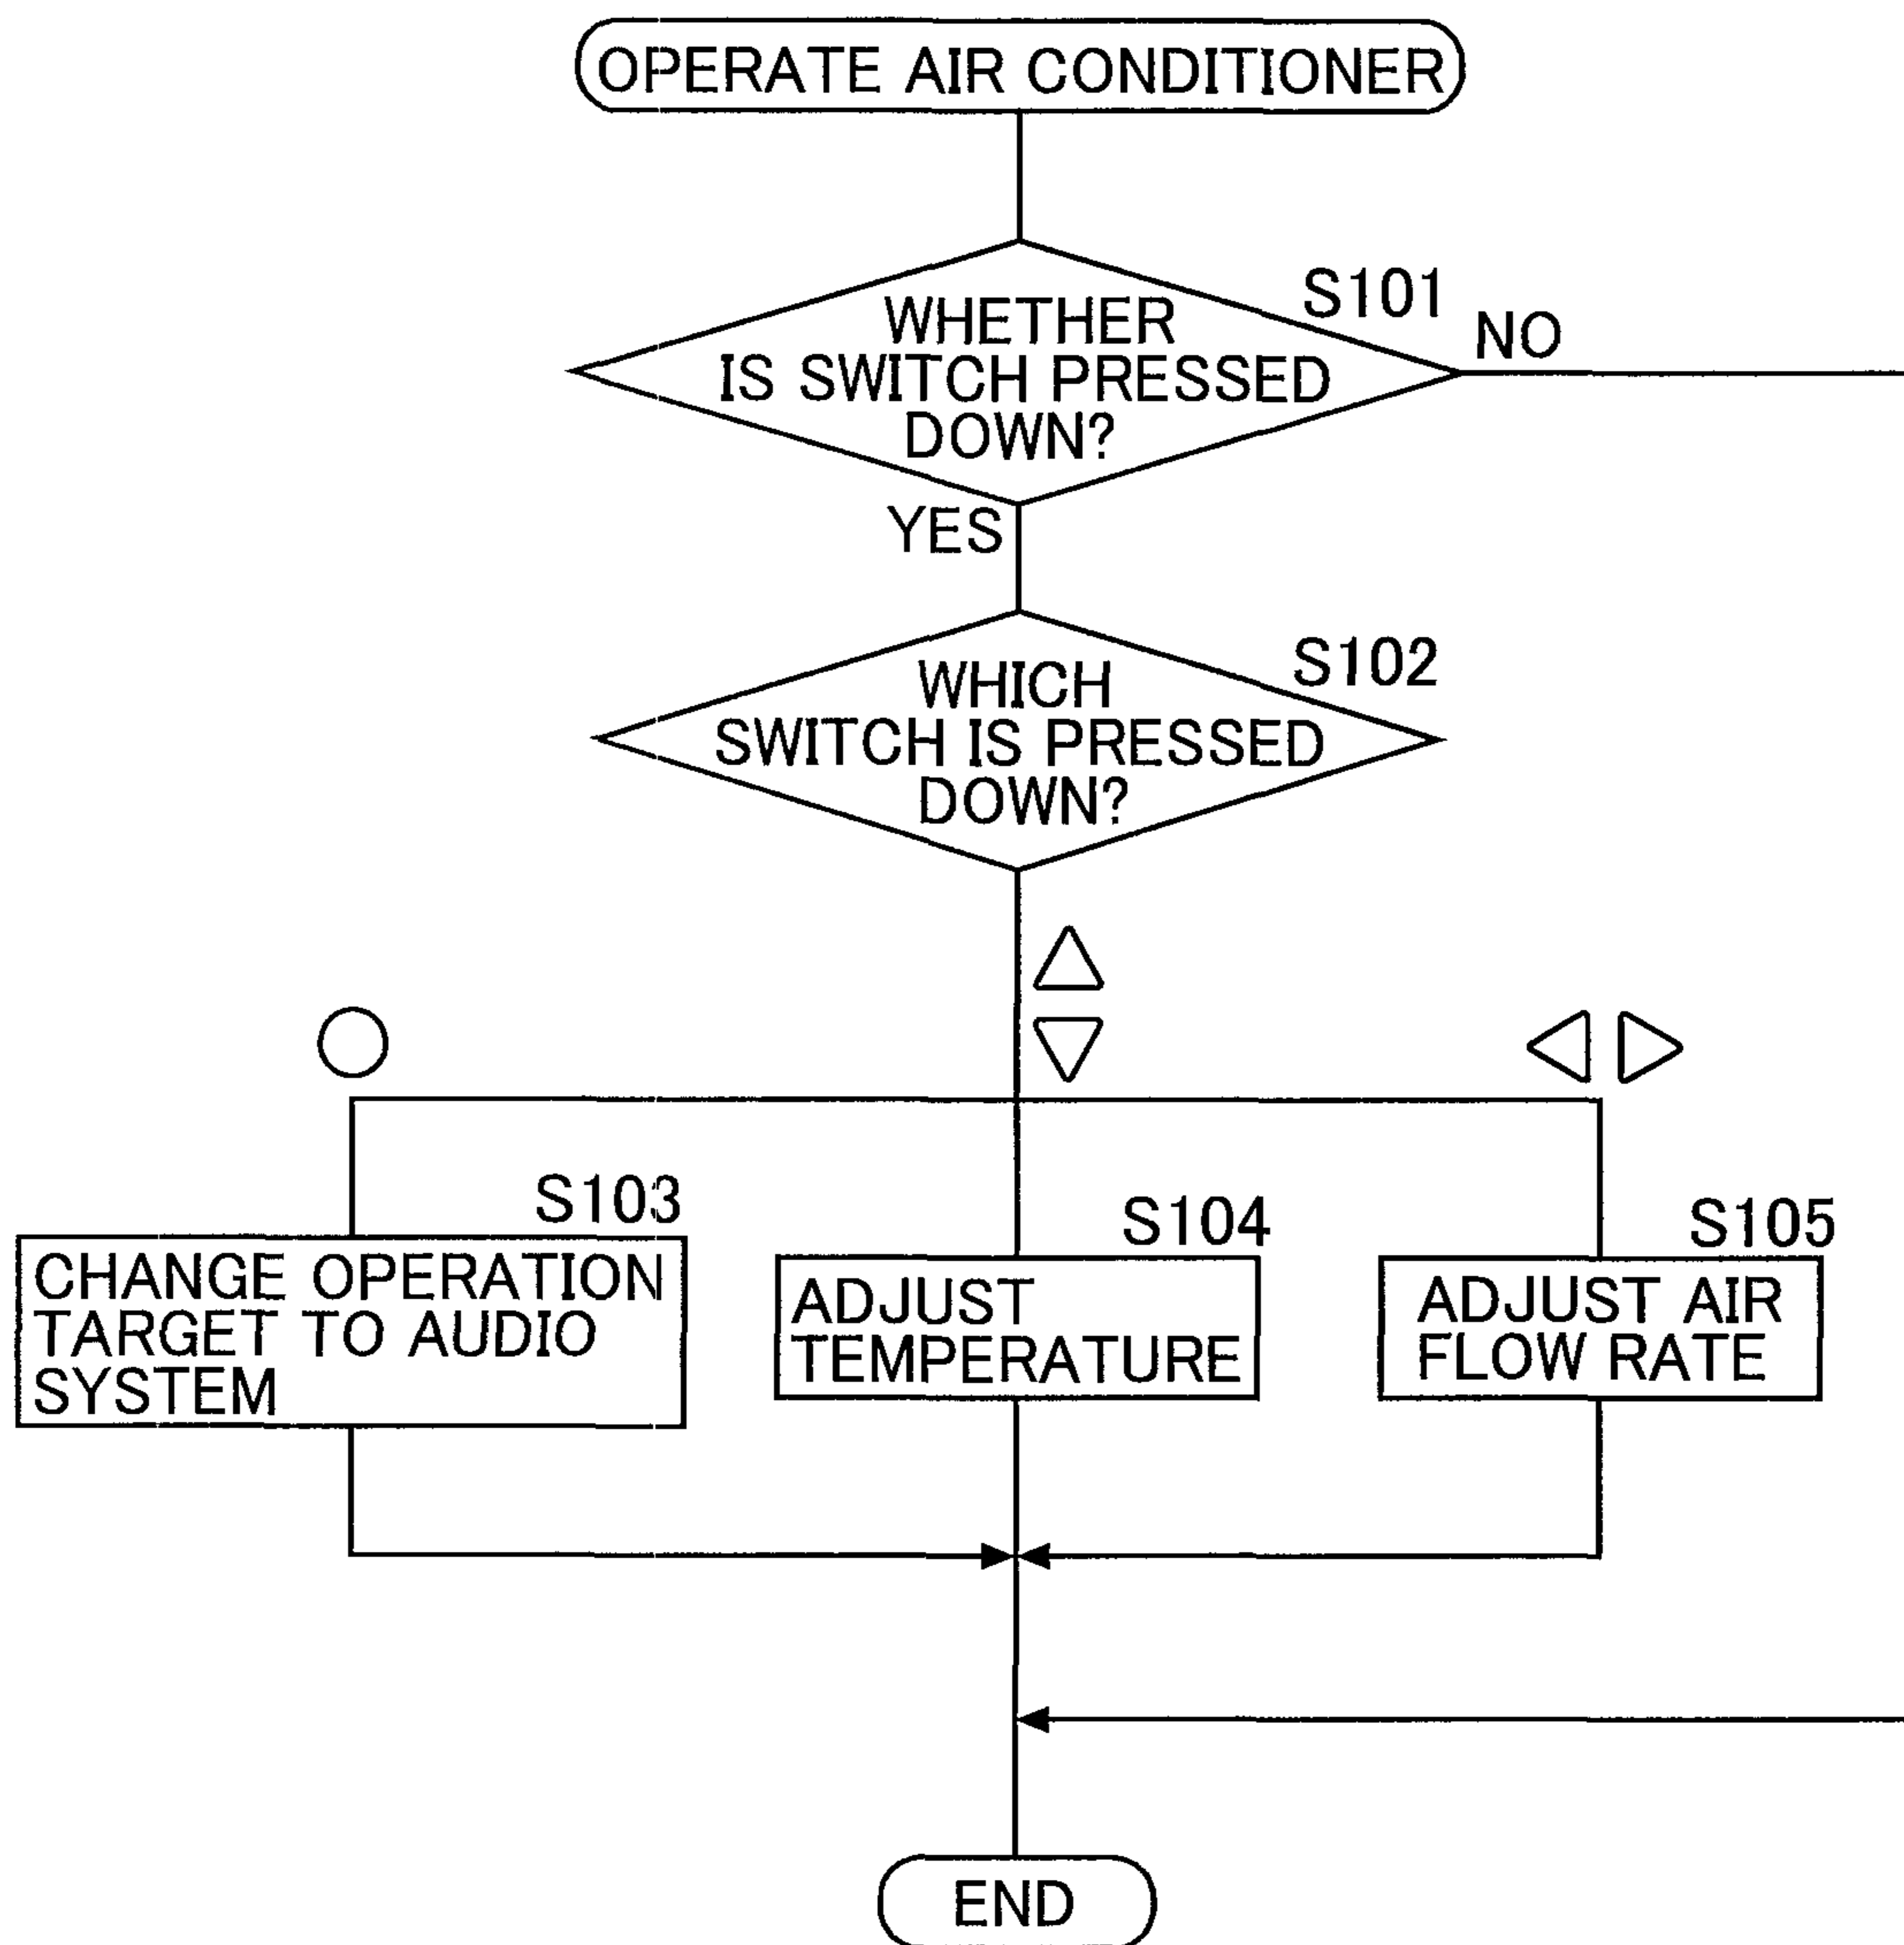 OPERATE AIR CONDITIONER
S101
WHETHER
IS SWITCH PRESSED
DOWN?
NO
YES
S102
WHICH
SWITCH IS PRESSED
DOWN?
S103
CHANGE OPERATION
TARGET TO AUDIO
SYSTEM
S104
ADJUST
TEMPERATURE
S105
ADJUST AIR
FLOW RATE
END